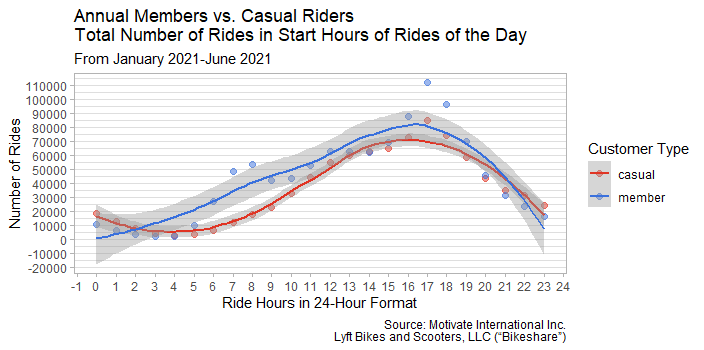 Annual Members vs. Casual Riders
Total Number of Rides in Start Hours of Rides of the Day
From January 2021-June 2021
Number of Rides
110000
100000
90000
80000
70000
60000
50000
40000
30000
20000
10000
0
-10000
-20000
-1 0 1 2 3 4 5 6 7 8 9 10 11 12 13 14 15 16 17 18 19 20 21 22 23 24
Ride Hours in 24-Hour Format
Customer Type
casual
member
Source: Motivate International Inc.
Lyft Bikes and Scooters, LLC (“Bikeshare”)